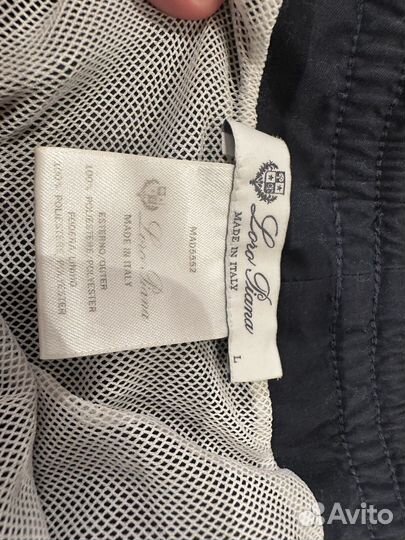 Loro Piana
MADE IN ITALY
L
Loro Piana
MADE IN ITALY
MAD5552
ESTERNO OUTER
100% POLIESTERE POLYESTER
FODERA LINING
100% POLIESTERE POLYESTER
Avito